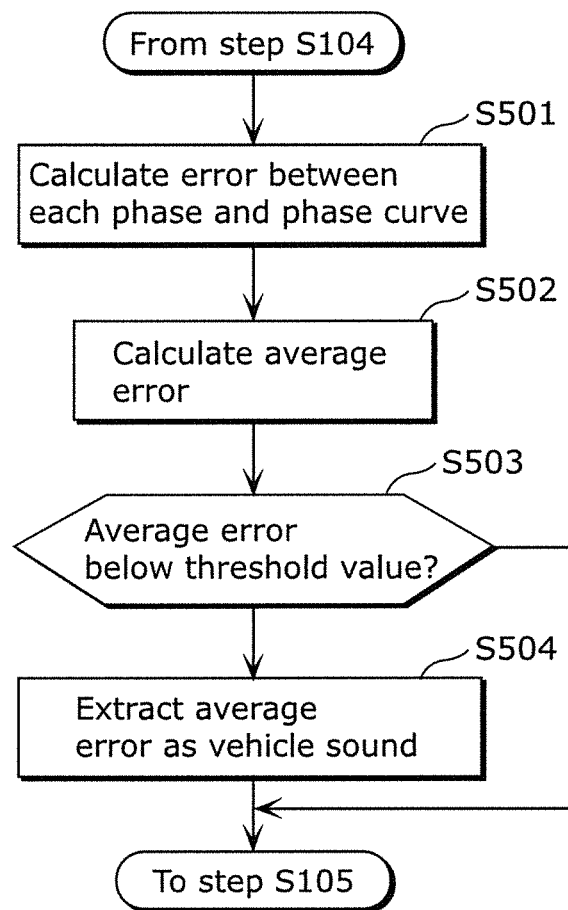 From step S104
S501
Calculate error between
each phase and phase curve
S502
Calculate average
error
S503
Average error
below threshold value?
S504
Extract average
error as vehicle sound
To step S105